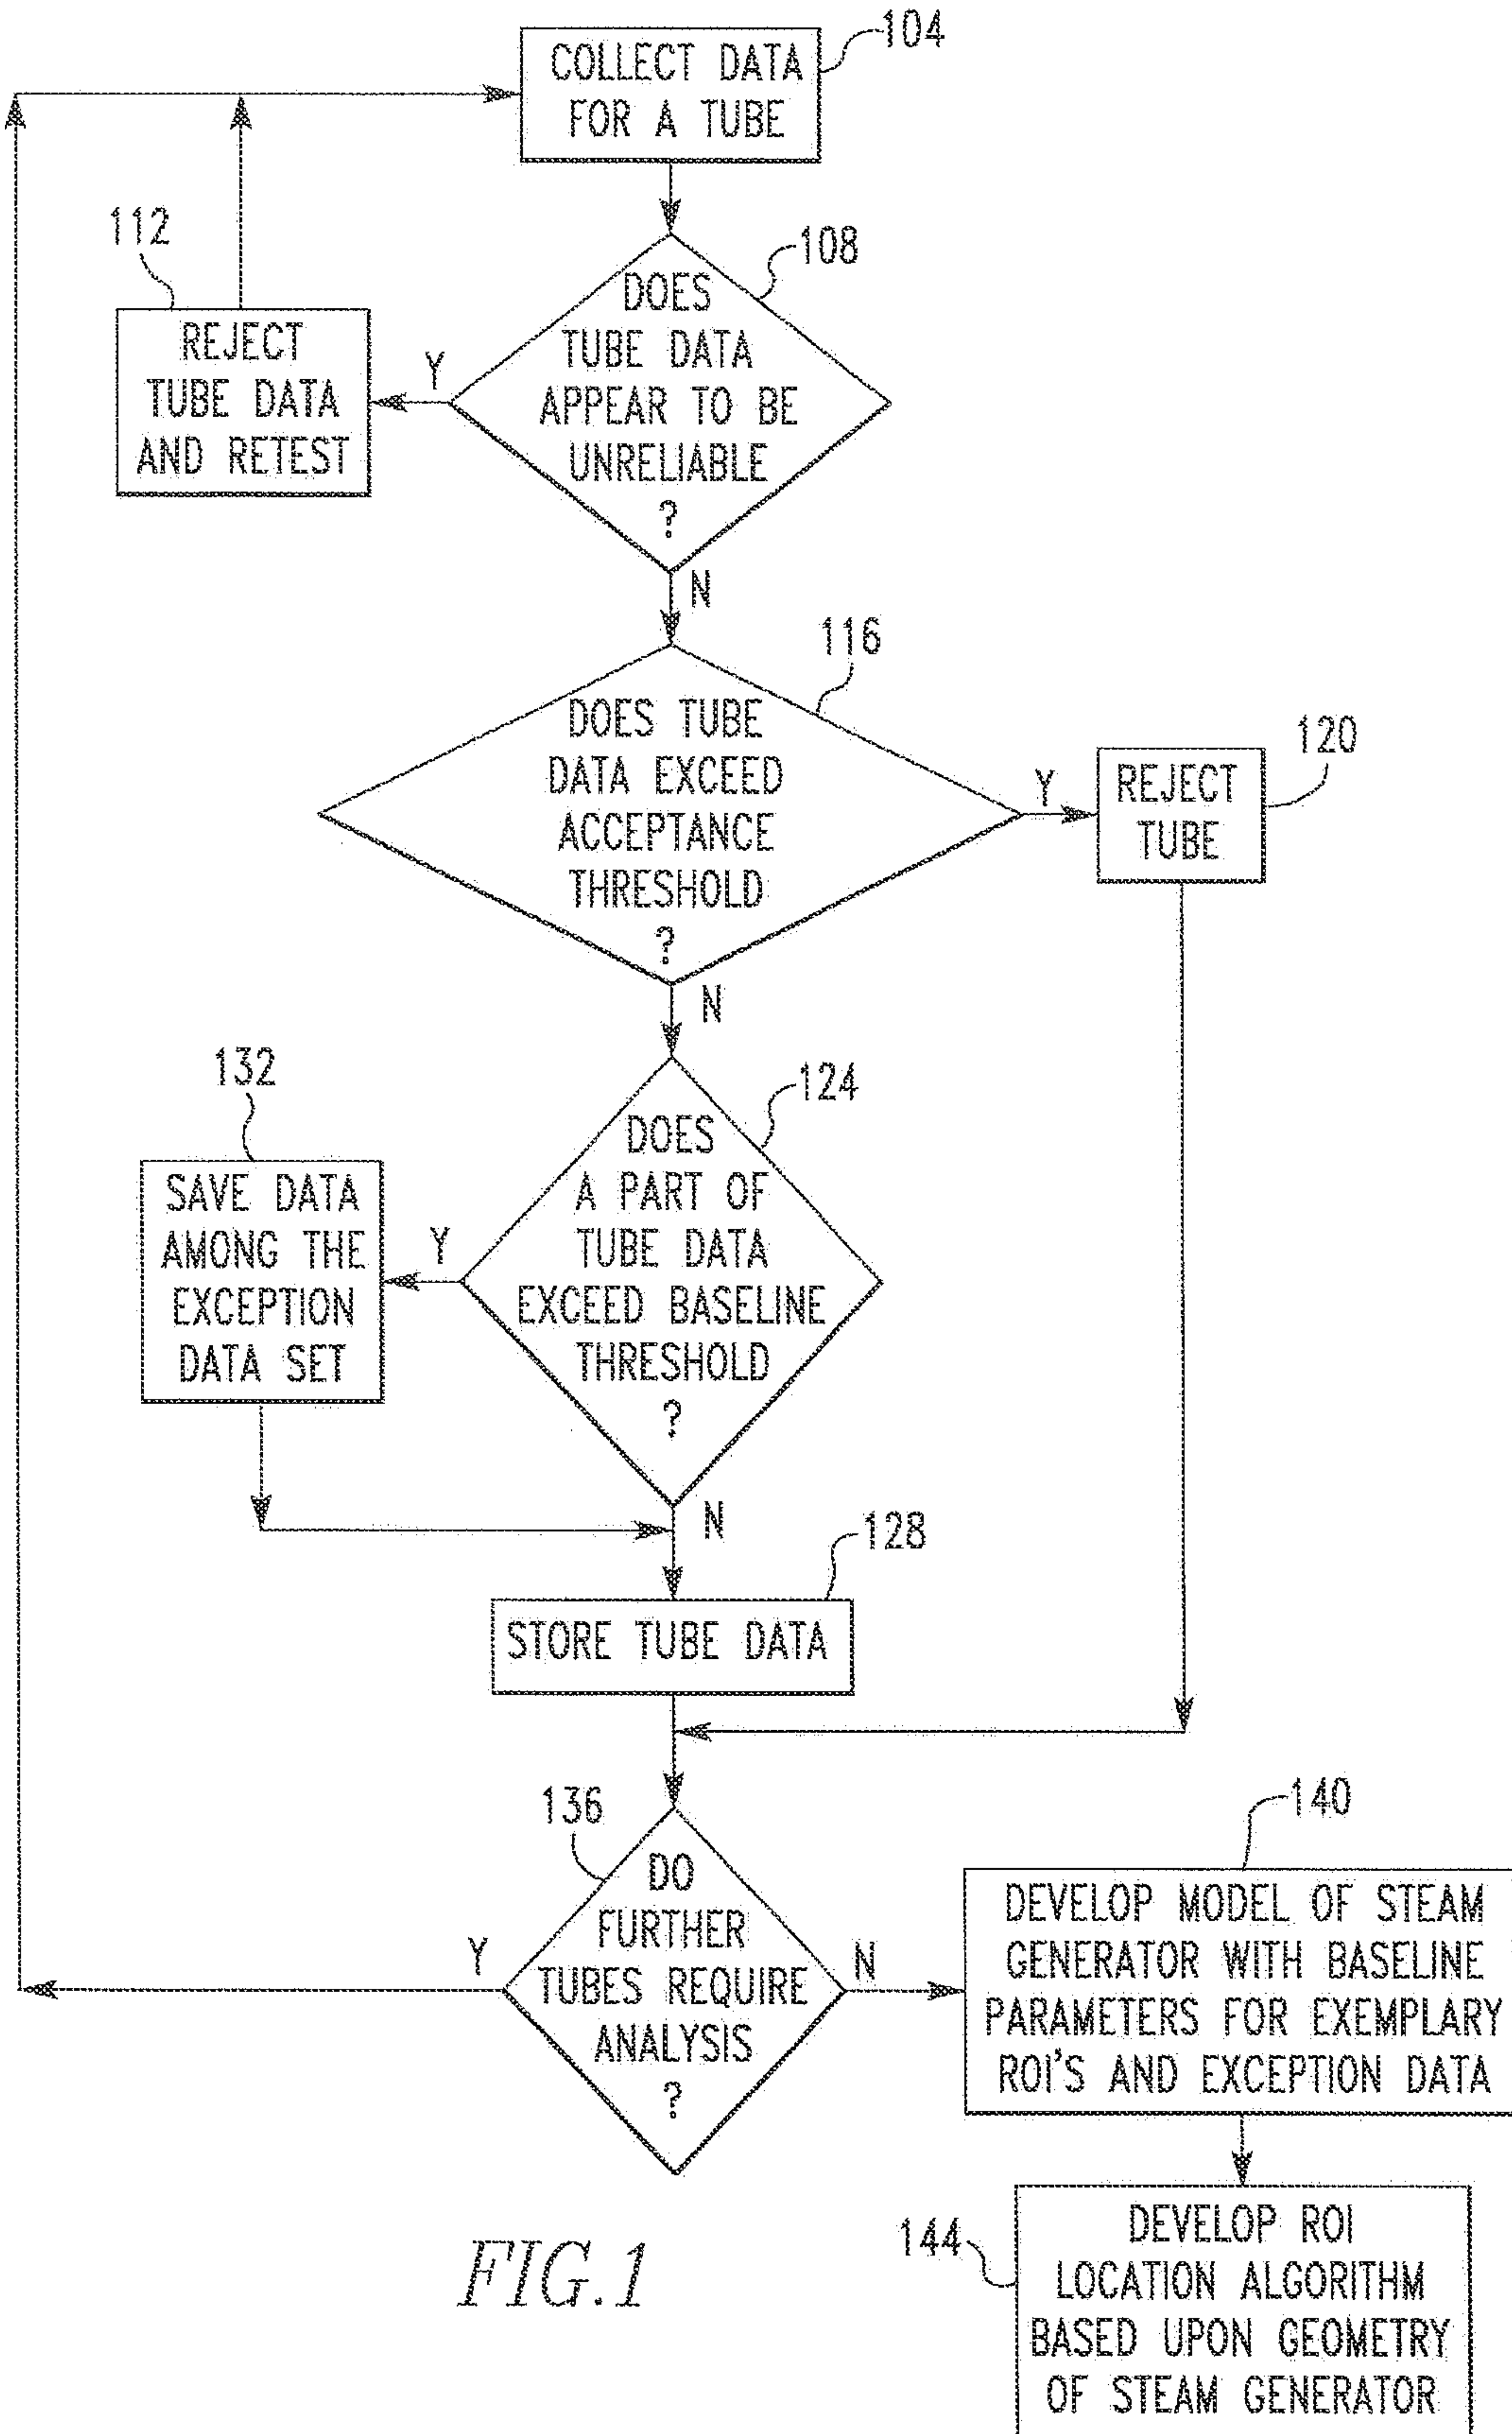 104
COLLECT DATA
FOR A TUBE
112
108
DOES
TUBE DATA
APPEAR TO BE
UNRELIABLE
?
Y
REJECT
TUBE DATA
AND RETEST
N
116
DOES TUBE
DATA EXCEED
ACCEPTANCE
THRESHOLD
?
Y
120
REJECT
TUBE
N
132
124
DOES
A PART OF
TUBE DATA
EXCEED BASELINE
THRESHOLD
?
Y
SAVE DATA
AMONG THE
EXCEPTION
DATA SET
N
128
STORE TUBE DATA
136
DO
FURTHER
TUBES REQUIRE
ANALYSIS
?
Y
N
140
DEVELOP MODEL OF STEAM
GENERATOR WITH BASELINE
PARAMETERS FOR EXEMPLARY
ROI'S AND EXCEPTION DATA
144
DEVELOP ROI
LOCATION ALGORITHM
BASED UPON GEOMETRY
OF STEAM GENERATOR
FIG.1